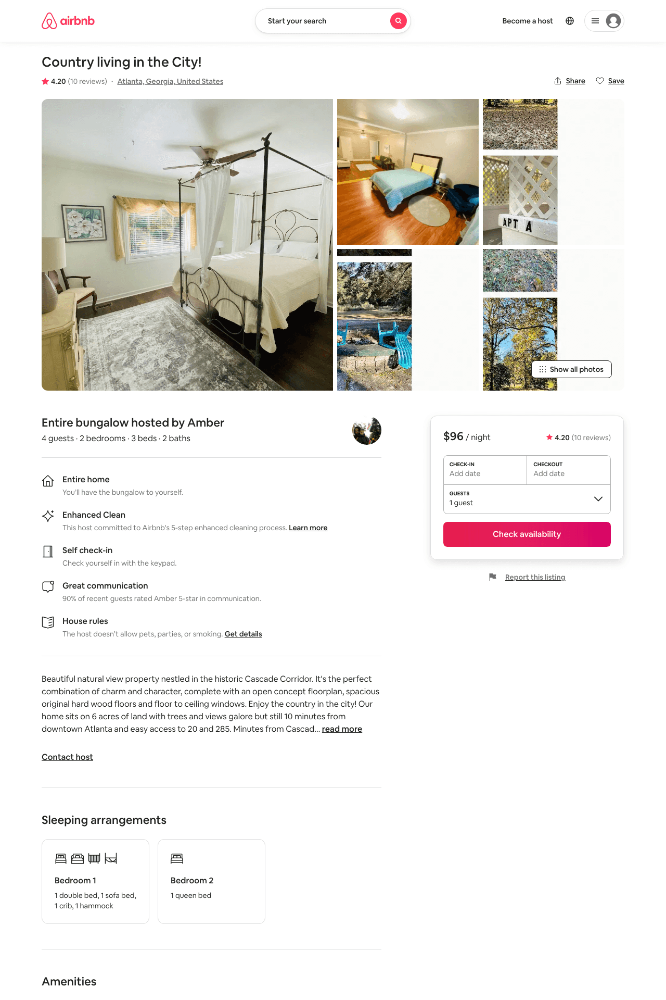 airbnb
Start your search
Become a host
Country living in the City!
4.20 (10 reviews) · Atlanta, Georgia, United States
Share
Save
APT A
Show all photos
Entire bungalow hosted by Amber
4 guests · 2 bedrooms · 3 beds · 2 baths
Entire home
You’ll have the bungalow to yourself.
Enhanced Clean
This host committed to Airbnb's 5-step enhanced cleaning process. Learn more
Self check-in
Check yourself in with the keypad.
Great communication
90% of recent guests rated Amber 5-star in communication.
House rules
The host doesn’t allow pets, parties, or smoking. Get details
$96 / night
4.20 (10 reviews)
CHECK-IN
Add date
CHECKOUT
Add date
GUESTS
1 guest
Check availability
Report this listing
Beautiful natural view property nestled in the historic Cascade Corridor. It's the perfect
combination of charm and character, complete with an open concept floorplan, spacious
original hard wood floors and floor to ceiling windows. Enjoy the country in the city! Our
home sits on 6 acres of land with trees and views galore but still 10 minutes from
downtown Atlanta and easy access to 20 and 285. Minutes from Cascad... read more
Contact host
Sleeping arrangements
Bedroom 1
1 double bed, 1 sofa bed,
1 crib, 1 hammock
Bedroom 2
1 queen bed
Amenities